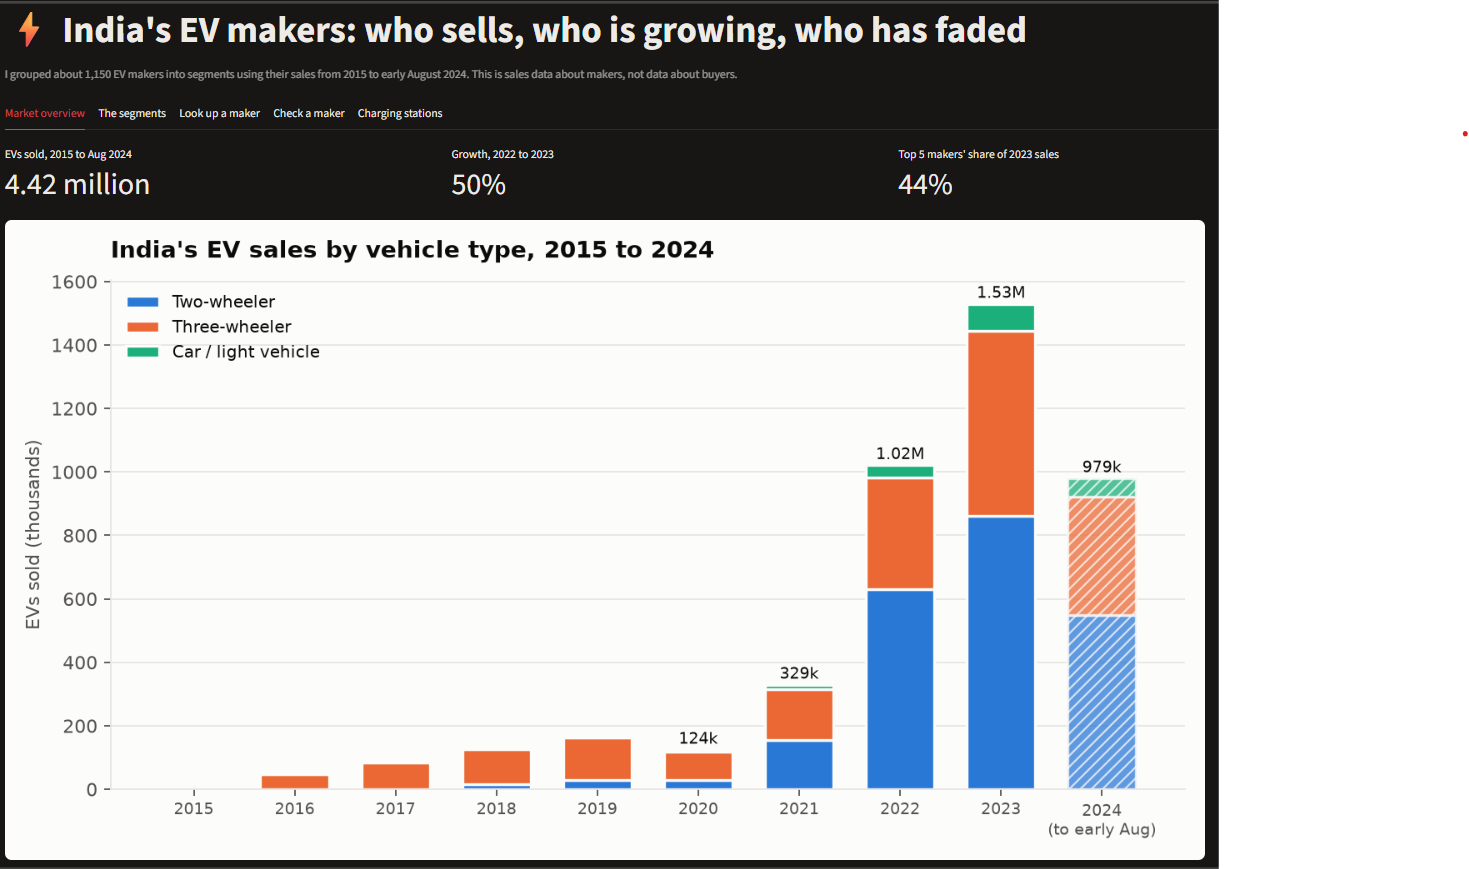 India's EV makers: who sells, who is growing, who has faded
I grouped about 1,150 EV makers into segments using their sales from 2015 to early August 2024. This is sales data about makers, not data about buyers.
Market overview The segments Look up a maker Check a maker Charging stations
EVs sold, 2015 to Aug 2024 Growth, 2022 to 2023 Top 5 makers' share of 2023 sales
4.42 million 50% 44%
India's EV sales by vehicle type, 2015 to 2024
Two-wheeler
Three-wheeler
Car / light vehicle
EVs sold (thousands)
1600
1400
1200
1000
800
600
400
200
0
124k
329k
1.02M
1.53M
979k
2015 2016 2017 2018 2019 2020 2021 2022 2023 2024
(to early Aug)